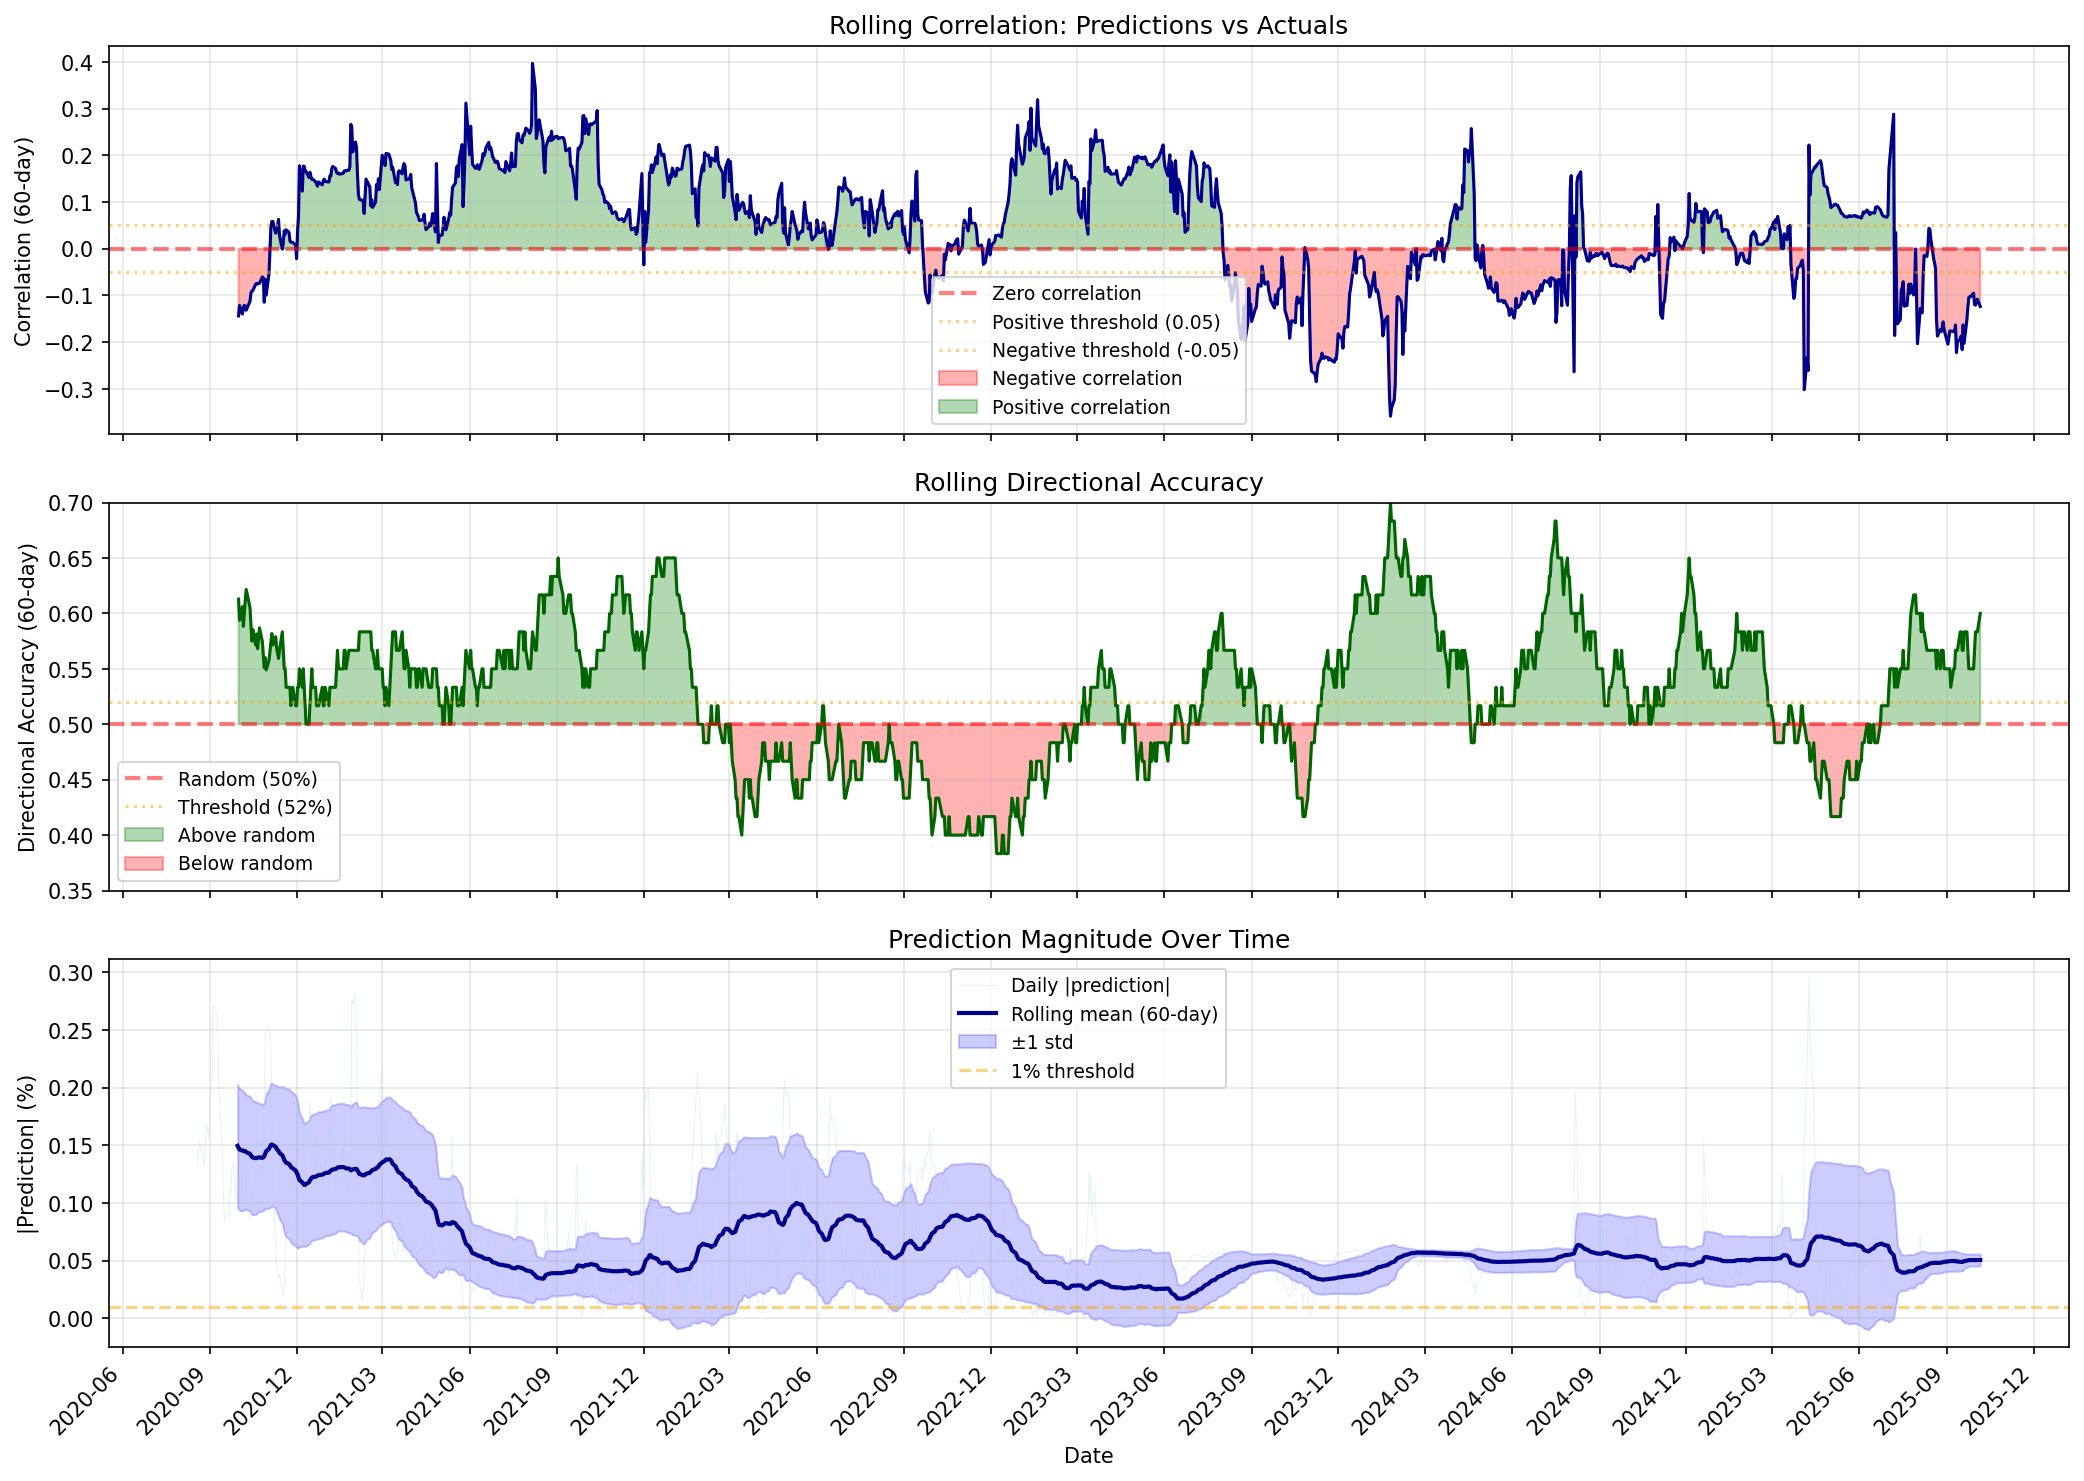 Rolling Correlation: Predictions vs Actuals
Correlation (60-day)
0.4
0.3
0.2
0.1
0.0
−0.1
−0.2
−0.3
Zero correlation
Positive threshold (0.05)
Negative threshold (-0.05)
Negative correlation
Positive correlation
Rolling Directional Accuracy
Directional Accuracy (60-day)
0.70
0.65
0.60
0.55
0.50
0.45
0.40
0.35
Random (50%)
Threshold (52%)
Above random
Below random
Prediction Magnitude Over Time
|Prediction| (%)
0.30
0.25
0.20
0.15
0.10
0.05
0.00
Daily |prediction|
Rolling mean (60-day)
±1 std
1% threshold
2020-06
2020-09
2020-12
2021-03
2021-06
2021-09
2021-12
2022-03
2022-06
2022-09
2022-12
2023-03
2023-06
2023-09
2023-12
2024-03
2024-06
2024-09
2024-12
2025-03
2025-06
2025-09
2025-12
Date